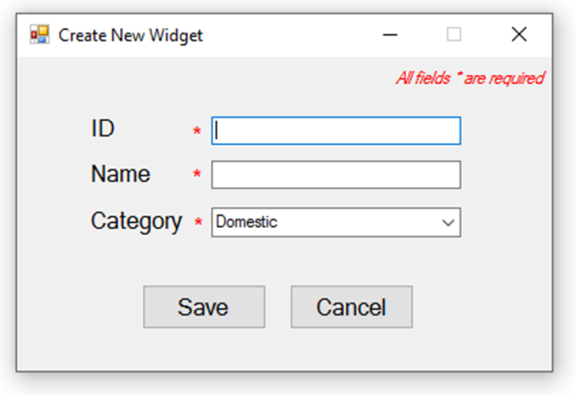 Create New Widget
All fields * are required
ID *
Name *
Category * Domestic
Save Cancel